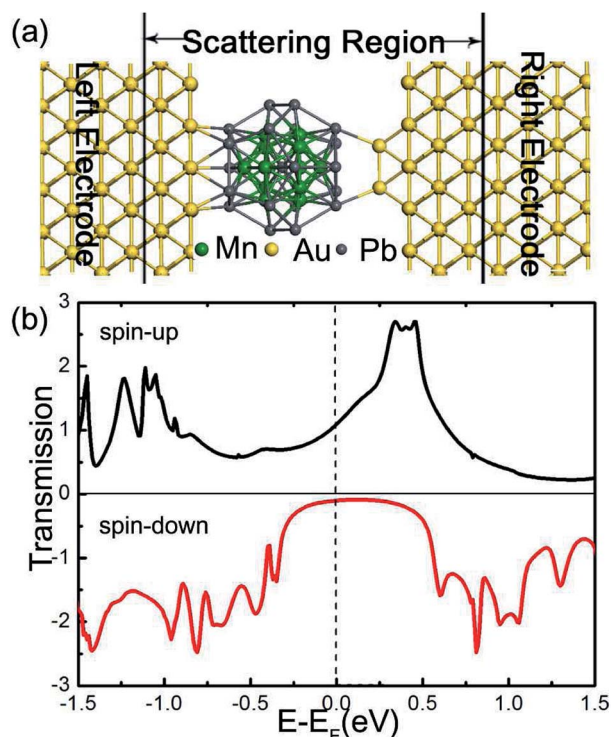 (a)
Scattering Region
Left Electrode
Right Electrode
Mn Au Pb
(b)
3
spin-up
2
1
0
spin-down
-1
-2
-3
Transmission
-1.5 -1.0 -0.5 0.0 0.5 1.0 1.5
E-E_F(eV)